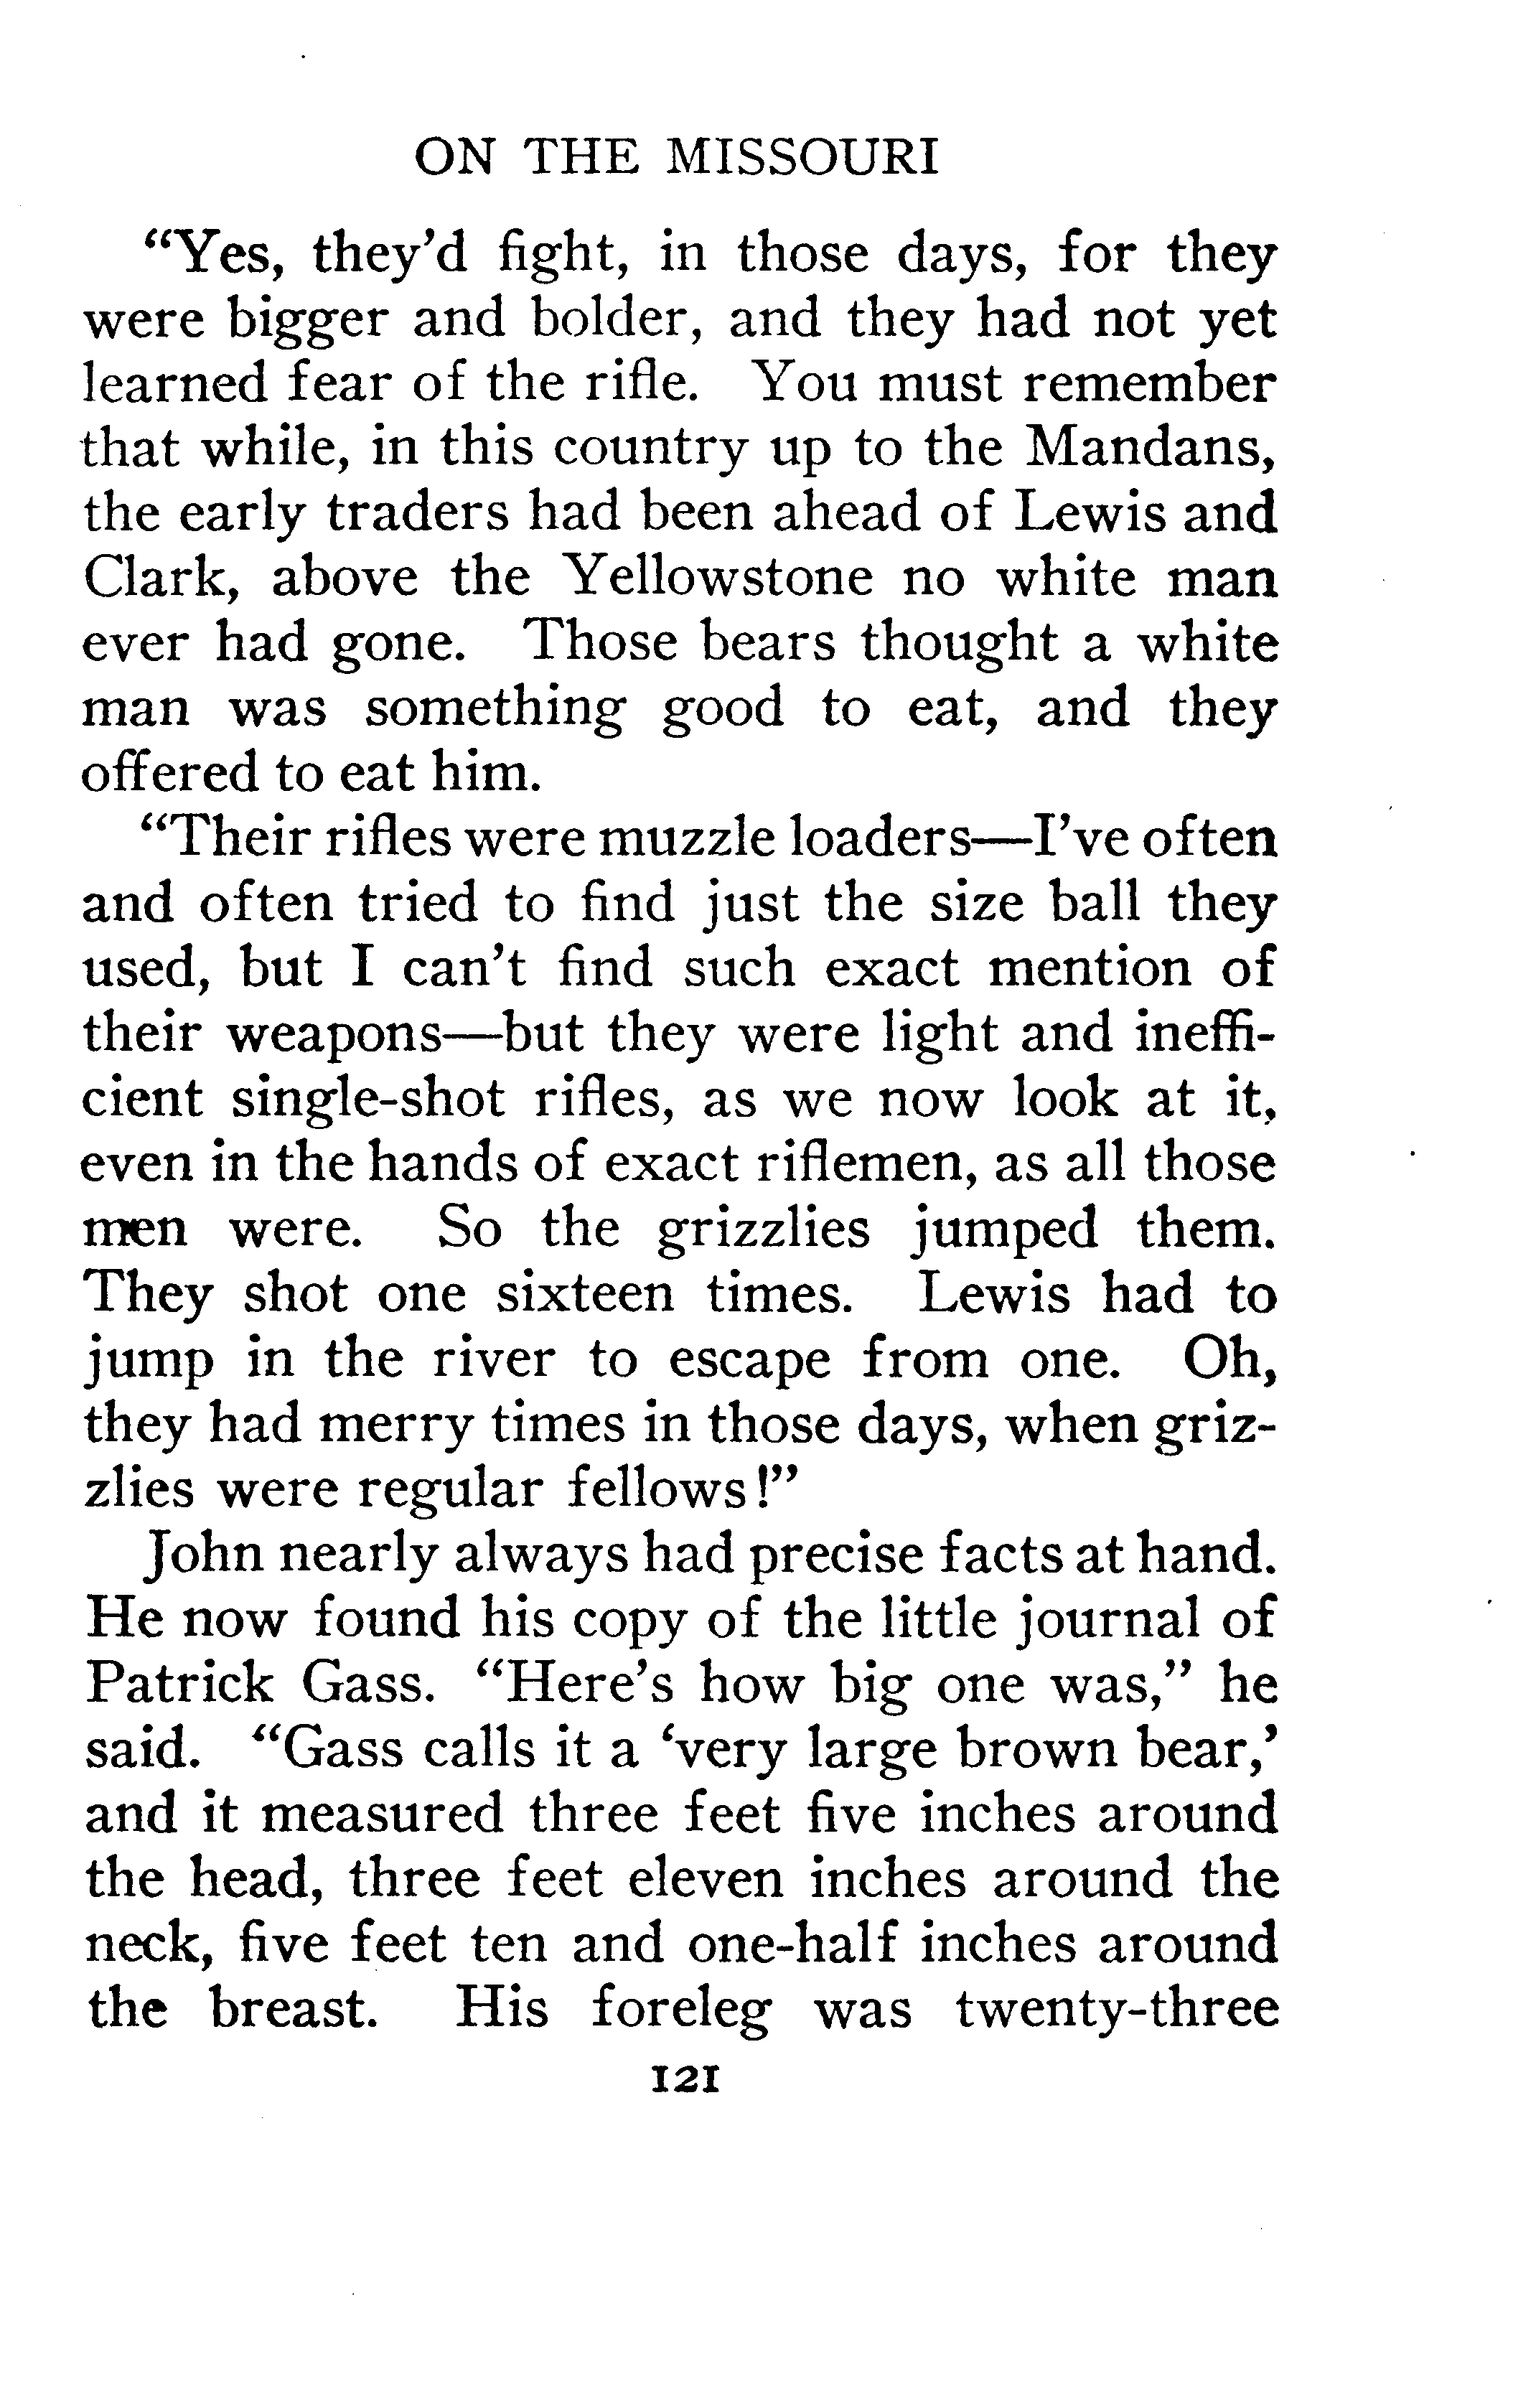 ON THE MISSOURI
“Yes, they’d fight, in those days, for they
were bigger and bolder, and they had not yet
learned fear of the rifle. You must remember
that while, in this country up to the Mandans,
the early traders had been ahead of Lewis and
Clark, above the Yellowstone no white man
ever had gone. Those bears thought a white
man was something good to eat, and they
offered to eat him.
“Their rifles were muzzle loaders—I’ve often
and often tried to find just the size ball they
used, but I can’t find such exact mention of
their weapons—but they were light and ineffi-
cient single-shot rifles, as we now look at it,
even in the hands of exact riflemen, as all those
men were. So the grizzlies jumped them.
They shot one sixteen times. Lewis had to
jump in the river to escape from one. Oh,
they had merry times in those days, when griz-
zlies were regular fellows!”
John nearly always had precise facts at hand.
He now found his copy of the little journal of
Patrick Gass. “Here’s how big one was,” he
said. “Gass calls it a ‘very large brown bear,’
and it measured three feet five inches around
the head, three feet eleven inches around the
neck, five feet ten and one-half inches around
the breast. His foreleg was twenty-three
121